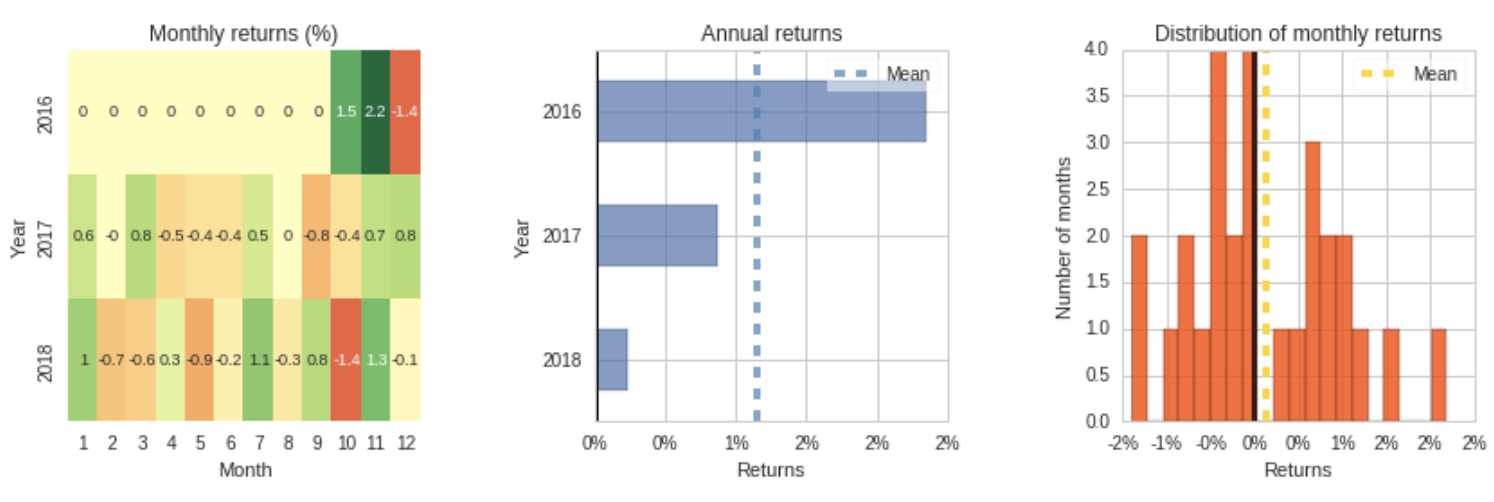 Monthly returns (%)
Year
2016
0 0 0 0 0 0 0 0 0 1.5 2.2 -1.4
2017
0.6 -0 0.8 -0.5 -0.4 -0.4 0.5 0 -0.8 -0.4 0.7 0.8
2018
1 -0.7 -0.6 0.3 -0.9 -0.2 1.1 -0.3 0.8 -1.4 1.3 -0.1
1 2 3 4 5 6 7 8 9 10 11 12
Month
Annual returns
Mean
Year
2016
2017
2018
0% 0% 1% 2% 2% 2%
Returns
Distribution of monthly returns
Mean
Number of months
4.0
3.5
3.0
2.5
2.0
1.5
1.0
0.5
0.0
-2% -1% -0% 0% 0% 1% 2% 2% 2%
Returns